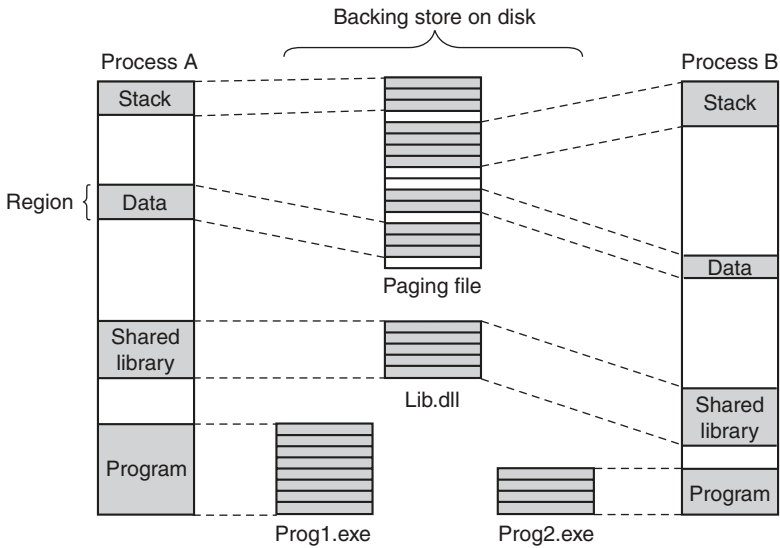 Backing store on disk
Process A
Process B
Stack
Stack
Region
Data
Data
Paging file
Shared
library
Lib.dll
Shared
library
Program
Program
Prog1.exe
Prog2.exe